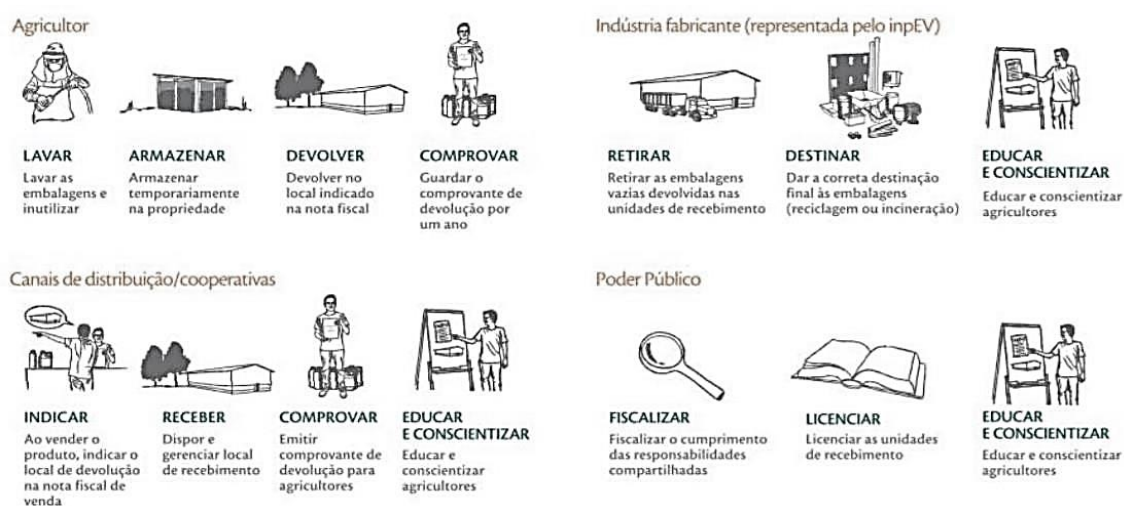 Agricultor
LAVAR
Lavar as
embalagens e
inutilizar
ARMAZENAR
Armazenar
temporariamente
na propriedade
DEVOLVER
Devolver no
local indicado
na nota fiscal
COMPROVAR
Guardar o
comprovante de
devolução por
um ano
Indústria fabricante (representada pelo inpEV)
RETIRAR
Retirar as embalagens
vazias devolvidas nas
unidades de recebimento
DESTINAR
Dar a correta destinação
final às embalagens
(reciclagem ou incineração)
EDUCAR
E CONSCIENTIZAR
Educar e conscientizar
agricultores
Canais de distribuição/cooperativas
INDICAR
Ao vender o
produto, indicar o
local de devolução
na nota fiscal de
venda
RECEBER
Dispor e
gerenciar local
de recebimento
COMPROVAR
Emitir
comprovante de
devolução para
agricultores
EDUCAR
E CONSCIENTIZAR
Educar e
conscientizar
agricultores
Poder Público
FISCALIZAR
Fiscalizar o cumprimento
das responsabilidades
compartilhadas
LICENCIAR
Licenciar as unidades
de recebimento
EDUCAR
E CONSCIENTIZAR
Educar e conscientizar
agricultores